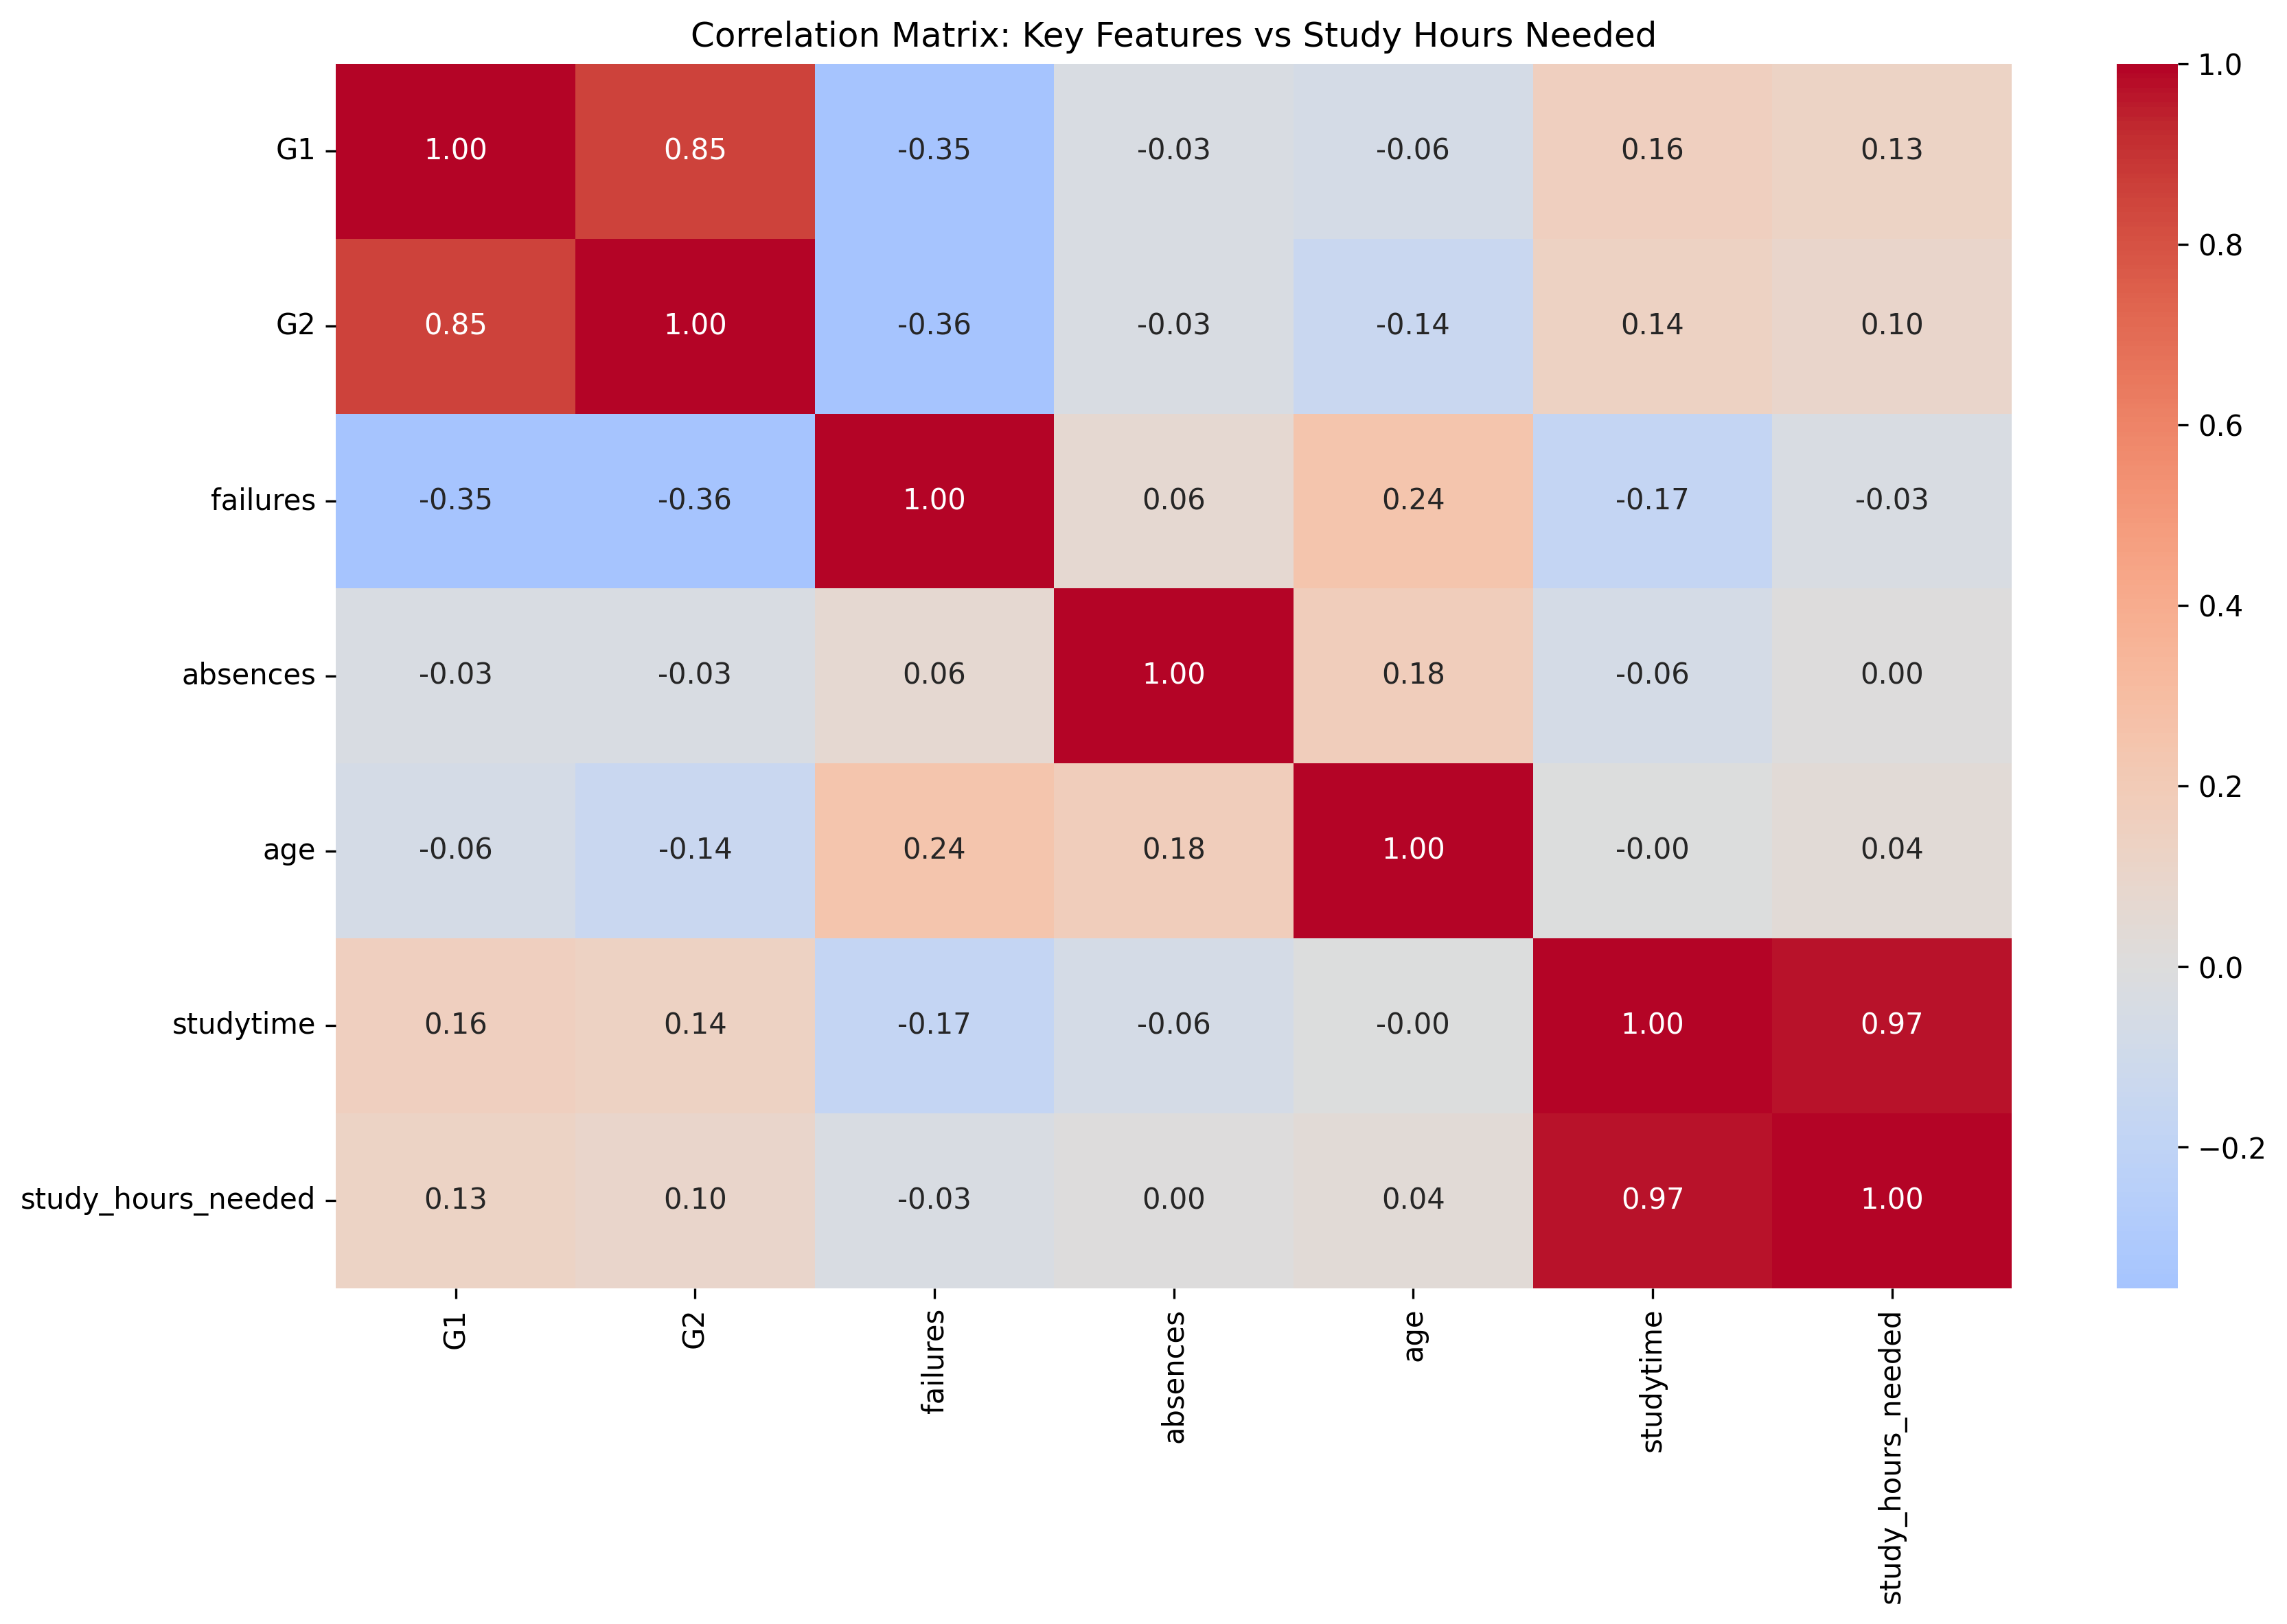 Correlation Matrix: Key Features vs Study Hours Needed
G1 1.00 0.85 -0.35 -0.03 -0.06 0.16 0.13
G2 0.85 1.00 -0.36 -0.03 -0.14 0.14 0.10
failures -0.35 -0.36 1.00 0.06 0.24 -0.17 -0.03
absences -0.03 -0.03 0.06 1.00 0.18 -0.06 0.00
age -0.06 -0.14 0.24 0.18 1.00 -0.00 0.04
studytime 0.16 0.14 -0.17 -0.06 -0.00 1.00 0.97
study_hours_needed 0.13 0.10 -0.03 0.00 0.04 0.97 1.00
G1 G2 failures absences age studytime study_hours_needed
1.0
0.8
0.6
0.4
0.2
0.0
−0.2